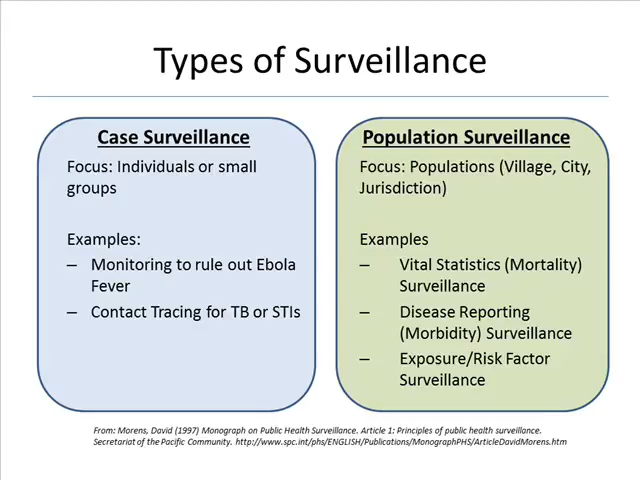 Types of Surveillance
Case Surveillance
Focus: Individuals or small
groups
Examples:
– Monitoring to rule out Ebola
Fever
– Contact Tracing for TB or STIs
Population Surveillance
Focus: Populations (Village, City,
Jurisdiction)
Examples
– Vital Statistics (Mortality)
Surveillance
– Disease Reporting
(Morbidity) Surveillance
– Exposure/Risk Factor
Surveillance
From: Morens, David (1997) Monograph on Public Health Surveillance. Article 1: Principles of public health surveillance.
Secretariat of the Pacific Community. http://www.spc.int/phs/ENGLISH/Publications/MonographPHS/ArticleDavidMorens.htm